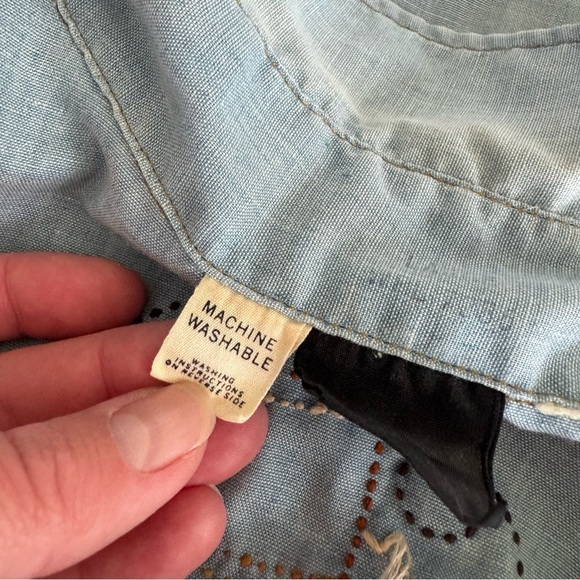 MACHINE
WASHABLE
WASHING
INSTRUCTIONS
ON REVERSE SIDE